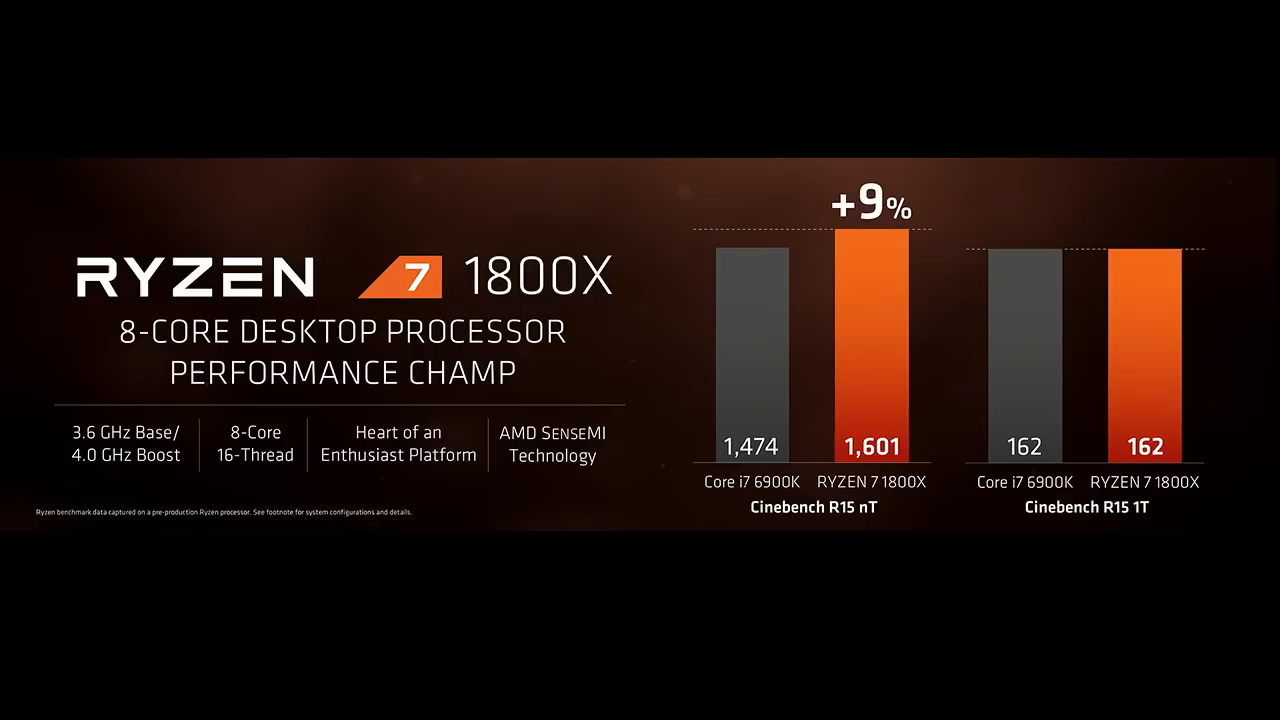 RYZEN 7 1800X
8-CORE DESKTOP PROCESSOR
PERFORMANCE CHAMP
3.6 GHz Base/
4.0 GHz Boost
8-Core
16-Thread
Heart of an
Enthusiast Platform
AMD SENSEMI
Technology
Ryzen benchmark data captured on a pre-production Ryzen processor. See footnote for system configurations and details.
+9%
1,474
1,601
Core i7 6900K
RYZEN 7 1800X
Cinebench R15 nT
162
162
Core i7 6900K
RYZEN 7 1800X
Cinebench R15 1T